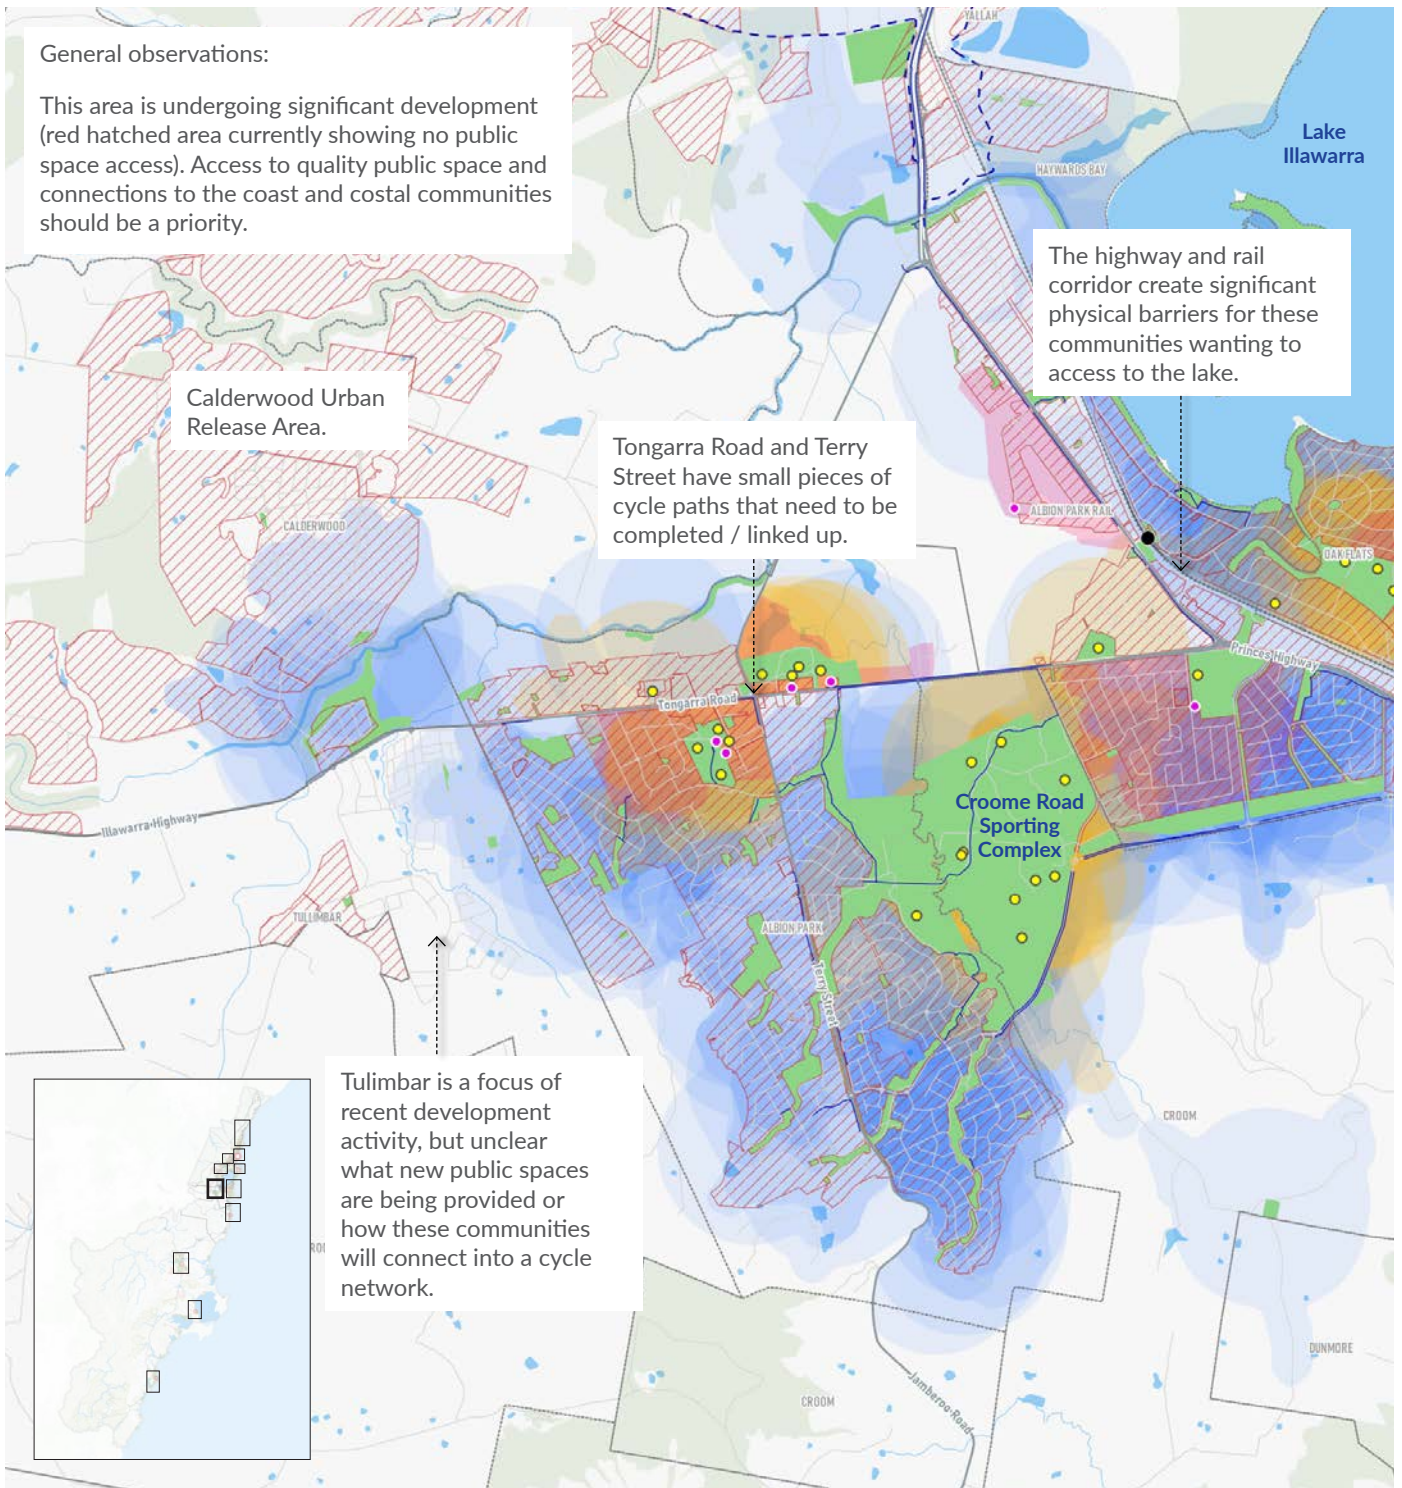 General observations:
This area is undergoing significant development
(red hatched area currently showing no public
space access). Access to quality public space and
connections to the coast and costal communities
should be a priority.
YALLAH
Lake
Illawarra
HAYWARDS BAY
The highway and rail
corridor create significant
physical barriers for these
communities wanting to
access to the lake.
Calderwood Urban
Release Area.
Tongarra Road and Terry
Street have small pieces of
cycle paths that need to be
completed / linked up.
CALDERWOOD
ALBION PARK RAIL
OAK FLATS
Princes Highway
Tongarra Road
Croome Road
Sporting
Complex
Illawarra Highway
TULLIMBAR
ALBION PARK
Terry Street
Tulimbar is a focus of
recent development
activity, but unclear
what new public spaces
are being provided or
how these communities
will connect into a cycle
network.
CROOM
DUNMORE
CROOM
Jamberoo Road